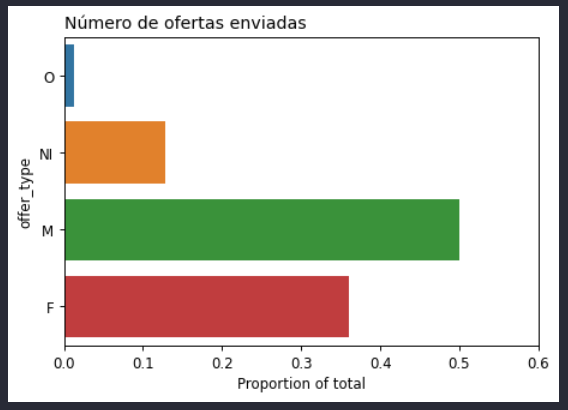 Número de ofertas enviadas
offer_type
O
NI
M
F
0.0 0.1 0.2 0.3 0.4 0.5 0.6
Proportion of total